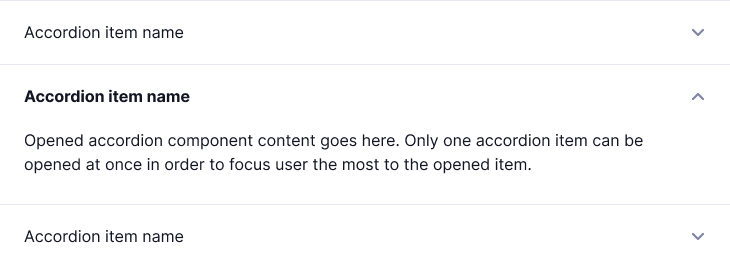 Accordion item name
Accordion item name
Opened accordion component content goes here. Only one accordion item can be
opened at once in order to focus user the most to the opened item.
Accordion item name